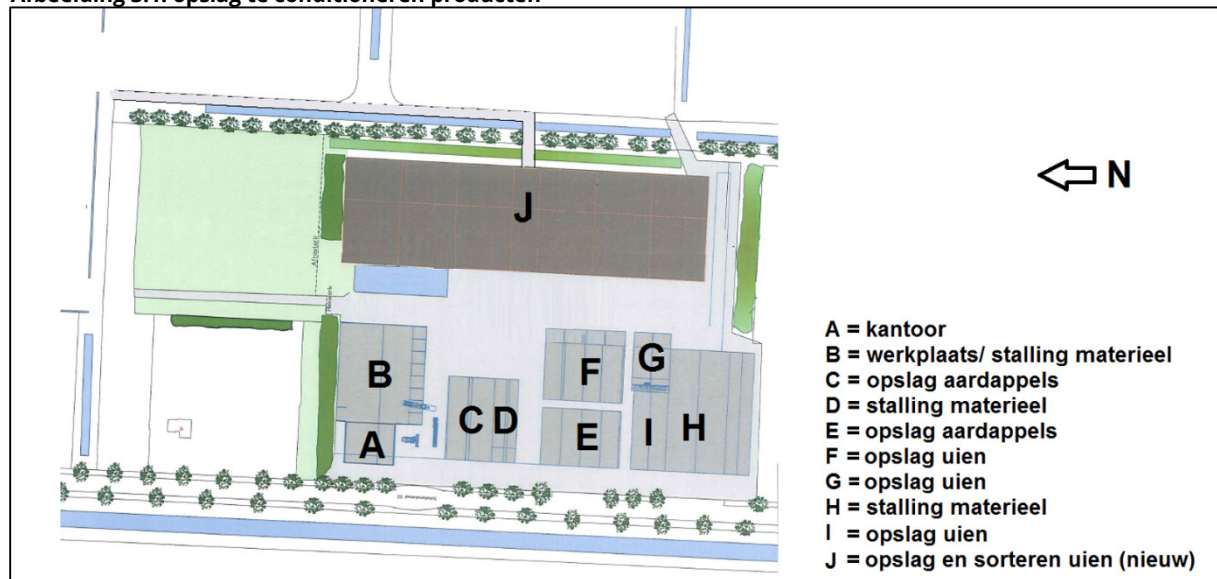 Afbeelding 3.1: opslag te conditioneren producten
N
J
B
F
G
C D
I
H
A
E
A = kantoor
B = werkplaats/ stalling materieel
C = opslag aardappels
D = stalling materieel
E = opslag aardappels
F = opslag uien
G = opslag uien
H = stalling materieel
I = opslag uien
J = opslag en sorteren uien (nieuw)